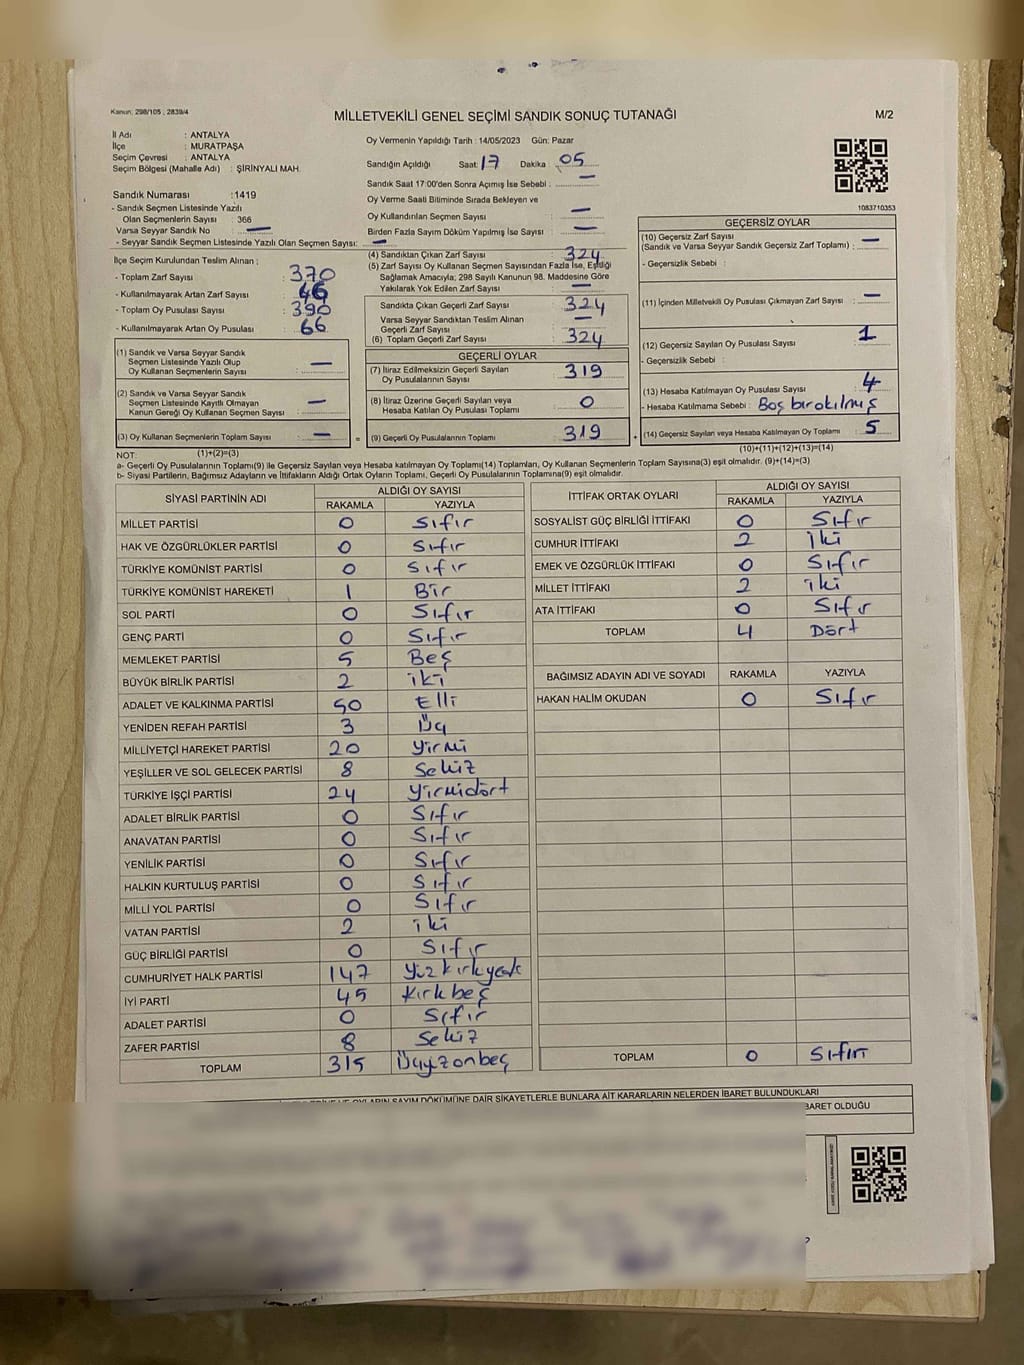 Kanun: 298/105 ; 2839/4
MİLLETVEKİLİ GENEL SEÇİMİ SANDIK SONUÇ TUTANAĞI
M/2
İl Adı : ANTALYA
İlçe : MURATPAŞA
Seçim Çevresi : ANTALYA
Seçim Bölgesi (Mahalle Adı) : ŞİRİNYALI MAH.
Sandık Numarası :1419
- Sandık Seçmen Listesinde Yazılı
Olan Seçmenlerin Sayısı : 366
Varsa Seyyar Sandık No : —
- Seyyar Sandık Seçmen Listesinde Yazılı Olan Seçmen Sayısı: —
Oy Vermenin Yapıldığı Tarih : 14/05/2023 Gün: Pazar
Sandığın Açıldığı Saat: 17 Dakika : 05
Sandık Saat 17:00'den Sonra Açımış İse Sebebi : —
Oy Verme Saati Bitiminde Sırada Bekleyen ve
Oy Kullandırılan Seçmen Sayısı : —
Birden Fazla Sayım Döküm Yapılmış İse Sayısı : —
1083710353
İlçe Seçim Kurulundan Teslim Alınan ;
- Toplam Zarf Sayısı : 370
- Kullanılmayarak Artan Zarf Sayısı : 46
- Toplam Oy Pusulası Sayısı : 390
- Kullanılmayarak Artan Oy Pusulası : 66
(4) Sandıktan Çıkan Zarf Sayısı : 324
(5) Zarf Sayısı Oy Kullanan Seçmen Sayısından Fazla İse, Eşitliği
Sağlamak Amacıyla; 298 Sayılı Kanunun 98. Maddesine Göre
Yakılarak Yok Edilen Zarf Sayısı : —
Sandıkta Çıkan Geçerli Zarf Sayısı : 324
Varsa Seyyar Sandıktan Teslim Alınan
Geçerli Zarf Sayısı : —
(6) Toplam Geçerli Zarf Sayısı : 324
GEÇERSİZ OYLAR
(10) Geçersiz Zarf Sayısı
(Sandık ve Varsa Seyyar Sandık Geçersiz Zarf Toplamı) : —
- Geçersizlik Sebebi :
(11) İçinden Milletvekili Oy Pusulası Çıkmayan Zarf Sayısı : —
(12) Geçersiz Sayılan Oy Pusulası Sayısı : 1
- Geçersizlik Sebebi :
(13) Hesaba Katılmayan Oy Pusulası Sayısı : 4
- Hesaba Katılmama Sebebi : Boş bırakılmış
(14) Geçersiz Sayılan veya Hesaba Katılmayan Oy Toplamı : 5
(1) Sandık ve Varsa Seyyar Sandık
Seçmen Listesinde Yazılı Olup
Oy Kullanan Seçmenlerin Sayısı : —
(2) Sandık ve Varsa Seyyar Sandık
Seçmen Listesinde Kayıtlı Olmayan
Kanun Gereği Oy Kullanan Seçmen Sayısı : —
(3) Oy Kullanan Seçmenlerin Toplam Sayısı : —
=
GEÇERLİ OYLAR
(7) İtiraz Edilmeksizin Geçerli Sayılan
Oy Pusulalarının Sayısı : 319
(8) İtiraz Üzerine Geçerli Sayılan veya
Hesaba Katılan Oy Pusulası Toplamı : 0
(9) Geçerli Oy Pusulalarının Toplamı : 319
+
NOT: (1)+(2)=(3)
(10)+(11)+(12)+(13)=(14)
a- Geçerli Oy Pusulalarının Toplamı(9) ile Geçersiz Sayılan veya Hesaba katılmayan Oy Toplamı(14) Toplamları, Oy Kullanan Seçmenlerin Toplam Sayısına(3) eşit olmalıdır. (9)+(14)=(3)
b- Siyasi Partilerin, Bağımsız Adayların ve İttifakların Aldığı Ortak Oyların Toplamı, Geçerli Oy Pusulalarının Toplamına(9) eşit olmalıdır.
SİYASİ PARTİNİN ADI ALDIĞI OY SAYISI
RAKAMLA YAZIYLA
MİLLET PARTİSİ 0 Sıfır
HAK VE ÖZGÜRLÜKLER PARTİSİ 0 Sıfır
TÜRKİYE KOMÜNİST PARTİSİ 0 Sıfır
TÜRKİYE KOMÜNİST HAREKETİ 1 Bir
SOL PARTİ 0 Sıfır
GENÇ PARTİ 0 Sıfır
MEMLEKET PARTİSİ 5 Beş
BÜYÜK BİRLİK PARTİSİ 2 iki
ADALET VE KALKINMA PARTİSİ 50 Elli
YENİDEN REFAH PARTİSİ 3 Üç
MİLLİYETÇİ HAREKET PARTİSİ 20 Yirmi
YEŞİLLER VE SOL GELECEK PARTİSİ 8 Sekiz
TÜRKİYE İŞÇİ PARTİSİ 24 Yirmidört
ADALET BİRLİK PARTİSİ 0 Sıfır
ANAVATAN PARTİSİ 0 Sıfır
YENİLİK PARTİSİ 0 Sıfır
HALKIN KURTULUŞ PARTİSİ 0 Sıfır
MİLLİ YOL PARTİSİ 0 Sıfır
VATAN PARTİSİ 2 iki
GÜÇ BİRLİĞİ PARTİSİ 0 Sıfır
CUMHURİYET HALK PARTİSİ 147 Yüzkırkyedi
İYİ PARTİ 45 Kırkbeş
ADALET PARTİSİ 0 Sıfır
ZAFER PARTİSİ 8 Sekiz
TOPLAM 315 Üçyüzonbeş
İTTİFAK ORTAK OYLARI ALDIĞI OY SAYISI
RAKAMLA YAZIYLA
SOSYALİST GÜÇ BİRLİĞİ İTTİFAKI 0 Sıfır
CUMHUR İTTİFAKI 2 iki
EMEK VE ÖZGÜRLÜK İTTİFAKI 0 Sıfır
MİLLET İTTİFAKI 2 iki
ATA İTTİFAKI 0 Sıfır
TOPLAM 4 Dört
BAĞIMSIZ ADAYIN ADI VE SOYADI RAKAMLA YAZIYLA
HAKAN HALİM OKUDAN 0 Sıfır
TOPLAM 0 Sıfır
OYLARIN SAYIM DÖKÜMÜNE DAİR ŞİKAYETLERLE BUNLARA AİT KARARLARIN NELERDEN İBARET BULUNDUKLARI
İBARET OLDUĞU